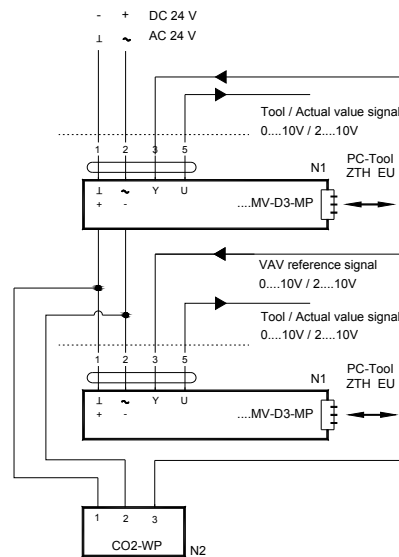 - + DC 24 V
⊥ ~ AC 24 V
Tool / Actual value signal
0....10V / 2....10V
1 2 3 5
N1
PC-Tool
ZTH EU
⊥ ~ Y U
+ -
....MV-D3-MP
VAV reference signal
0....10V / 2....10V
Tool / Actual value signal
0....10V / 2....10V
1 2 3 5
N1
PC-Tool
ZTH EU
⊥ ~ Y U
+ -
....MV-D3-MP
1 2 3
CO2-WP
N2